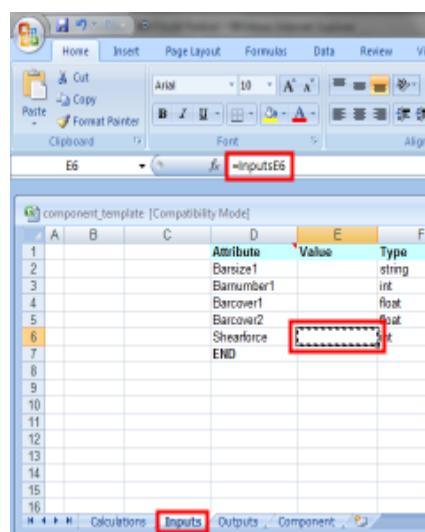 Home Insert Page Layout Formulas Data Review
Cut
Copy
Format Painter
Paste
Arial 10 A A
B I U A
Clipboard Font
E6 fx =InputsE6
component_template [Compatibility Mode]
A B C D E F
1 Attribute Value Type
2 Barsize1 string
3 Barnumber1 int
4 Barcover1 float
5 Barcover2 float
6 Shearforce int
7 END
8
9
10
11
12
13
14
15
16
Calculations Inputs Outputs Component